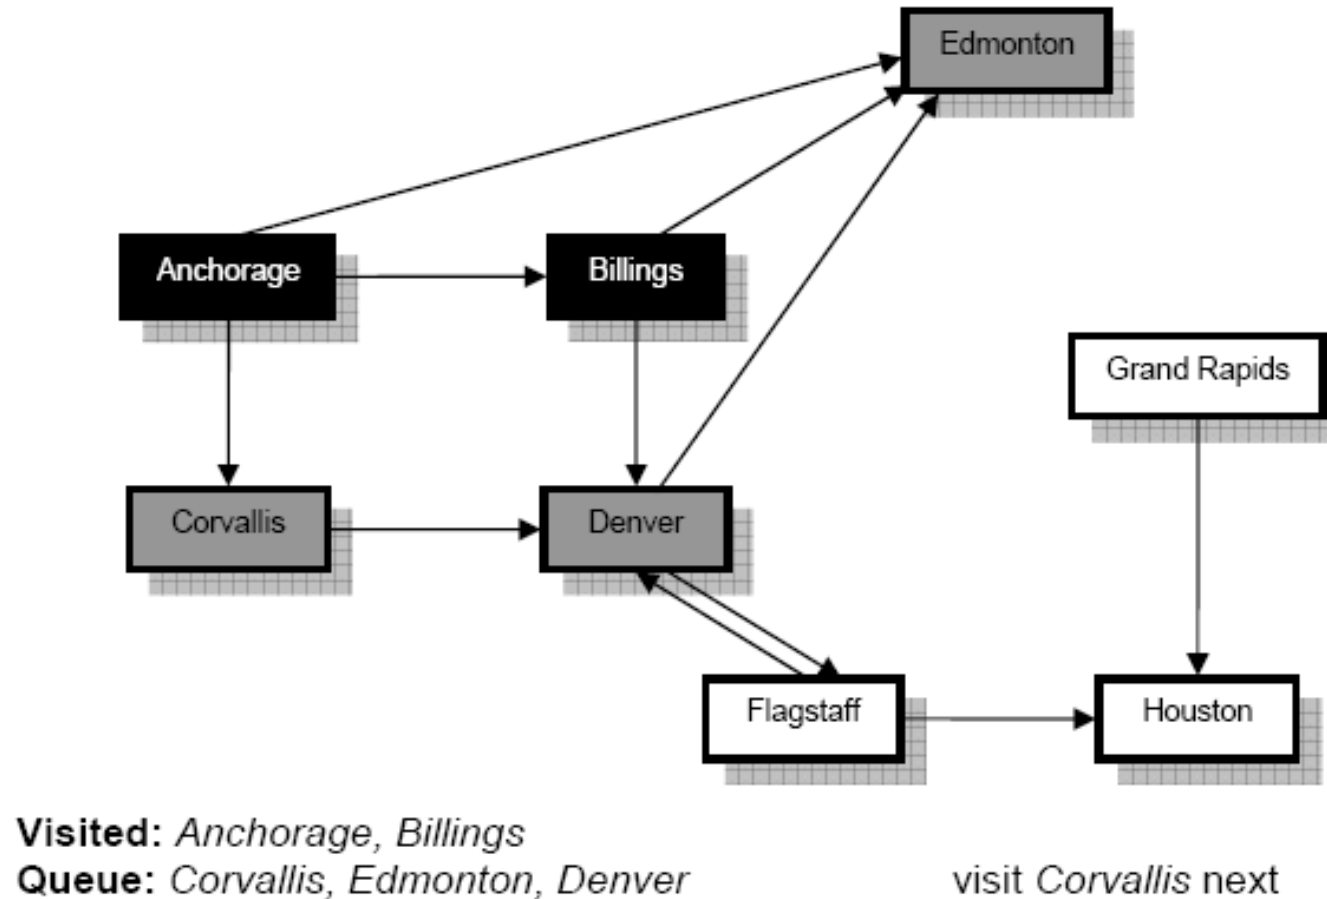 Edmonton
Anchorage
Billings
Grand Rapids
Corvallis
Denver
Flagstaff
Houston
Visited: Anchorage, Billings
Queue: Corvallis, Edmonton, Denver
visit Corvallis next